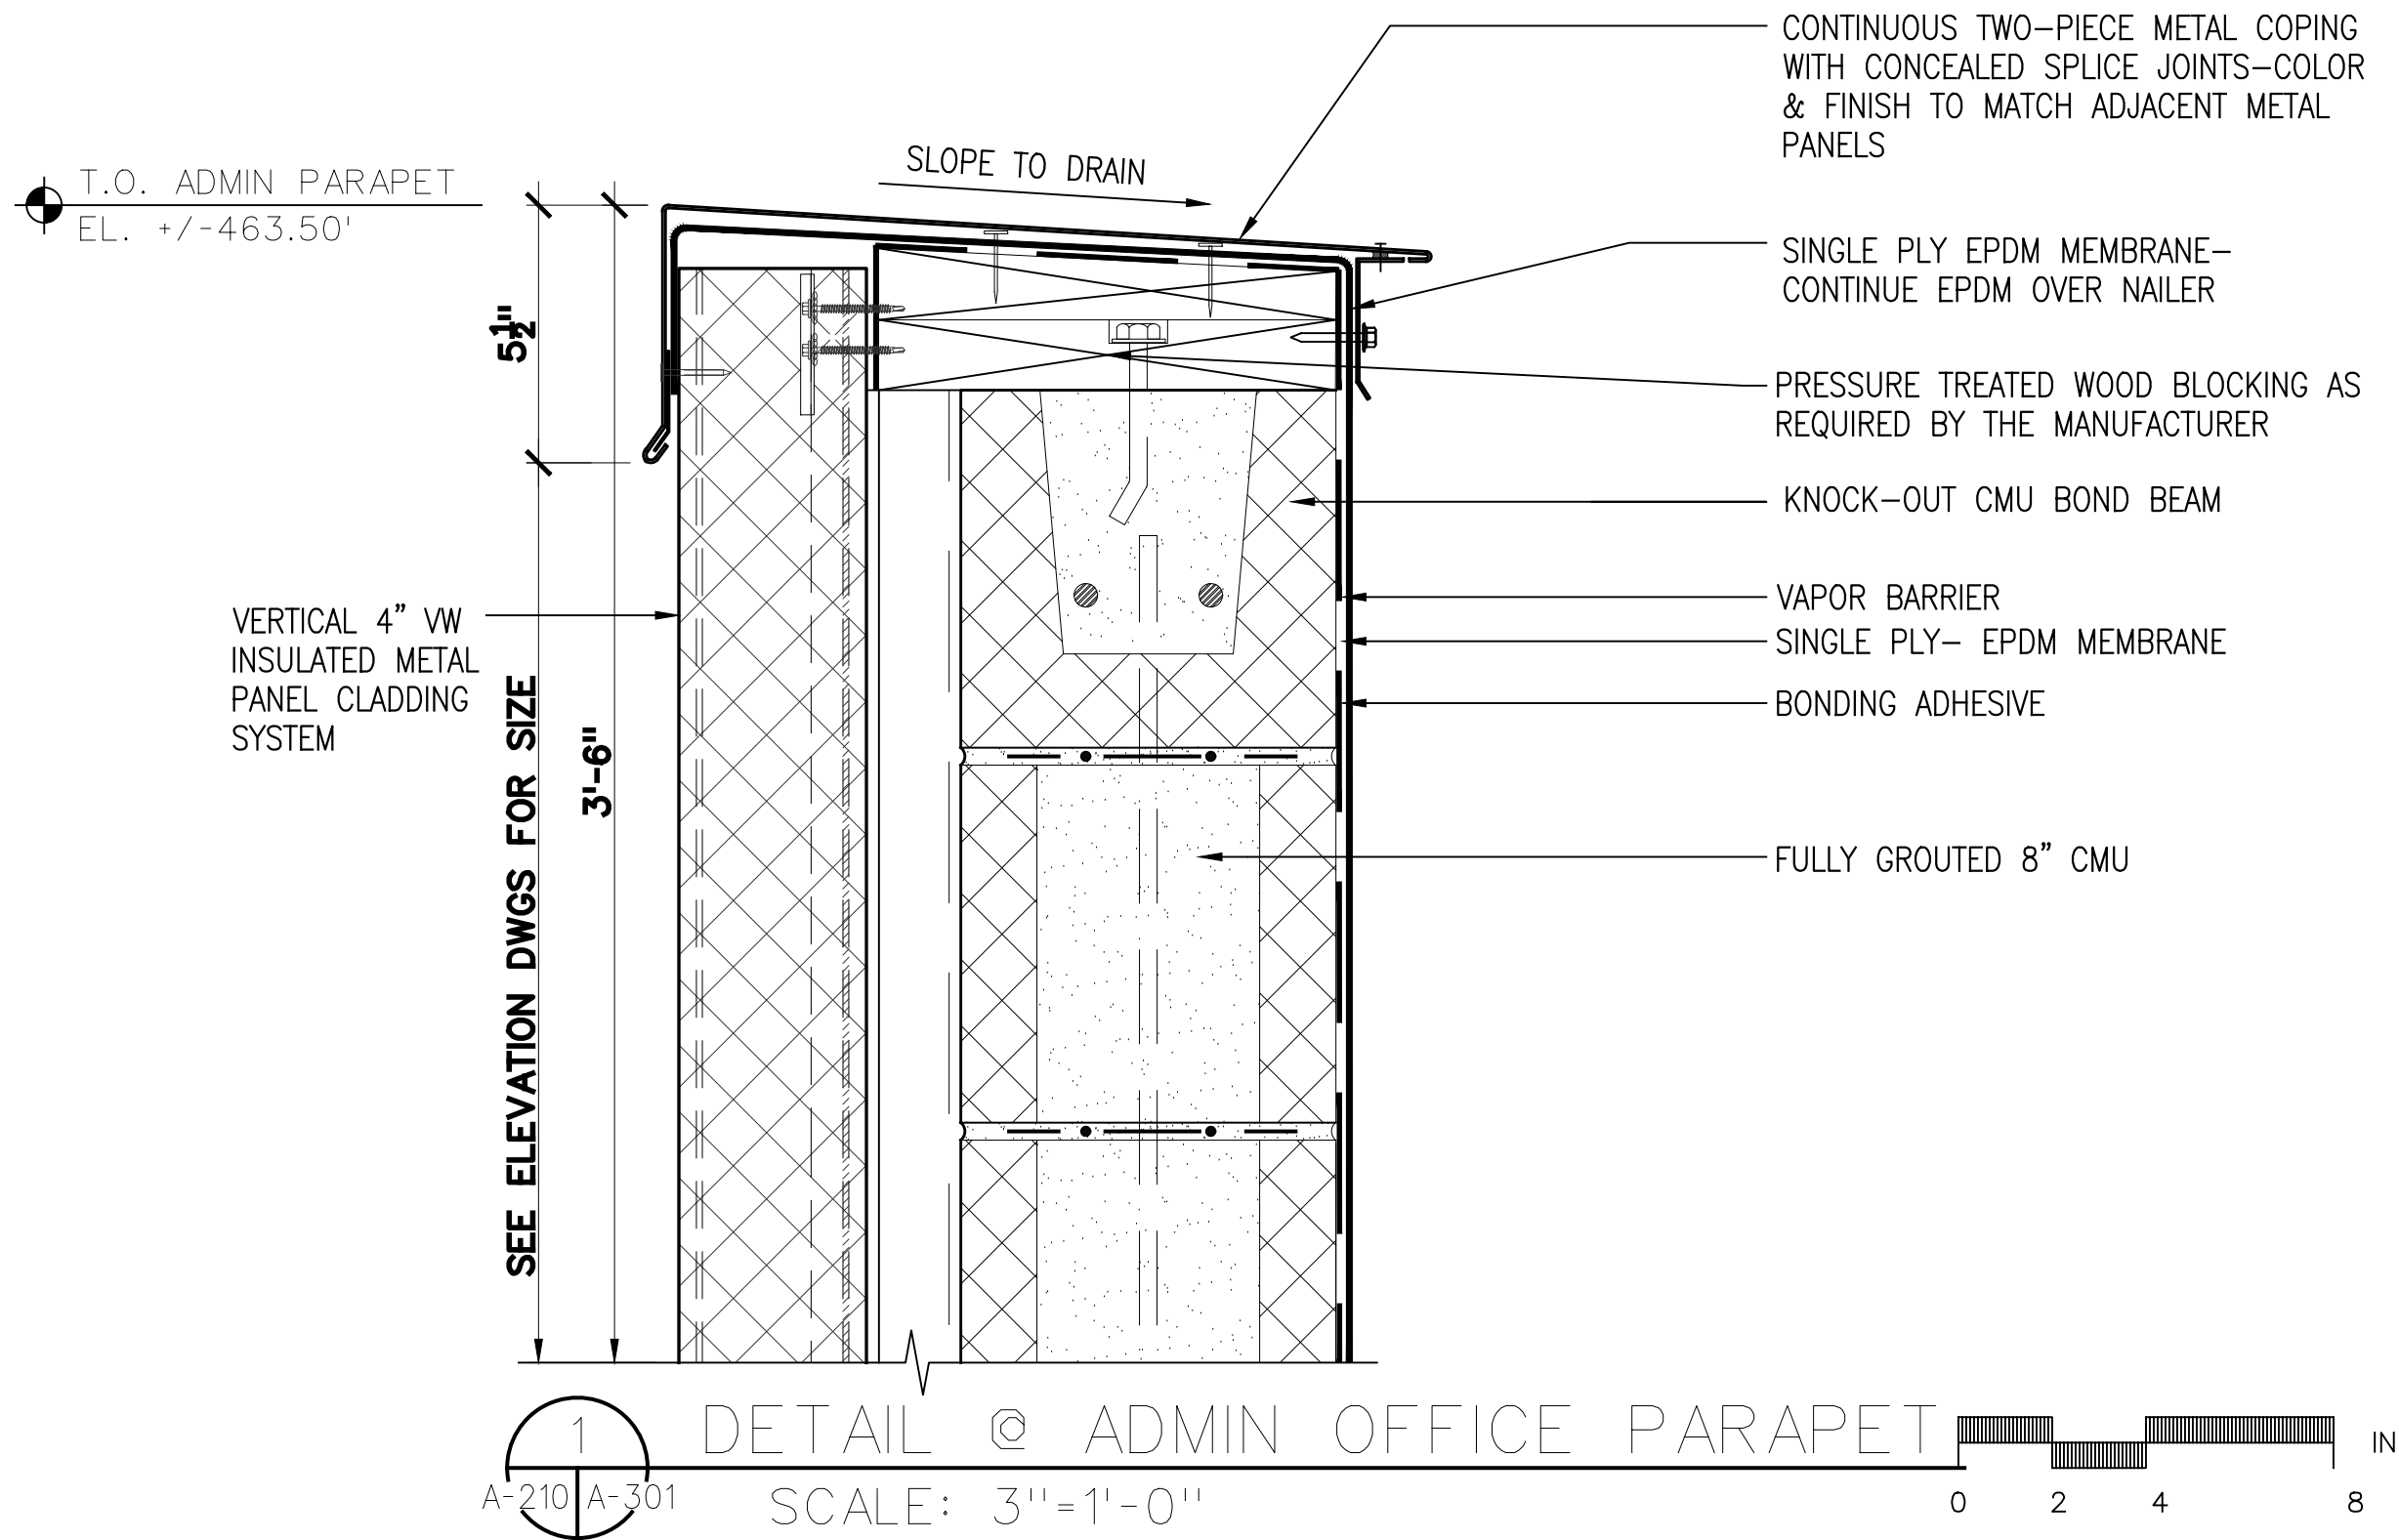 CONTINUOUS TWO-PIECE METAL COPING
WITH CONCEALED SPLICE JOINTS-COLOR
& FINISH TO MATCH ADJACENT METAL
PANELS
SLOPE TO DRAIN
T.O. ADMIN PARAPET
EL. +/-463.50'
SINGLE PLY EPDM MEMBRANE-
CONTINUE EPDM OVER NAILER
5½"
PRESSURE TREATED WOOD BLOCKING AS
REQUIRED BY THE MANUFACTURER
KNOCK-OUT CMU BOND BEAM
VERTICAL 4" VW
INSULATED METAL
PANEL CLADDING
SYSTEM
VAPOR BARRIER
SINGLE PLY- EPDM MEMBRANE
BONDING ADHESIVE
SEE ELEVATION DWGS FOR SIZE
3'-6"
FULLY GROUTED 8" CMU
1
A-210 A-301
DETAIL @ ADMIN OFFICE PARAPET
SCALE: 3''=1'-0''
IN
0 2 4 8